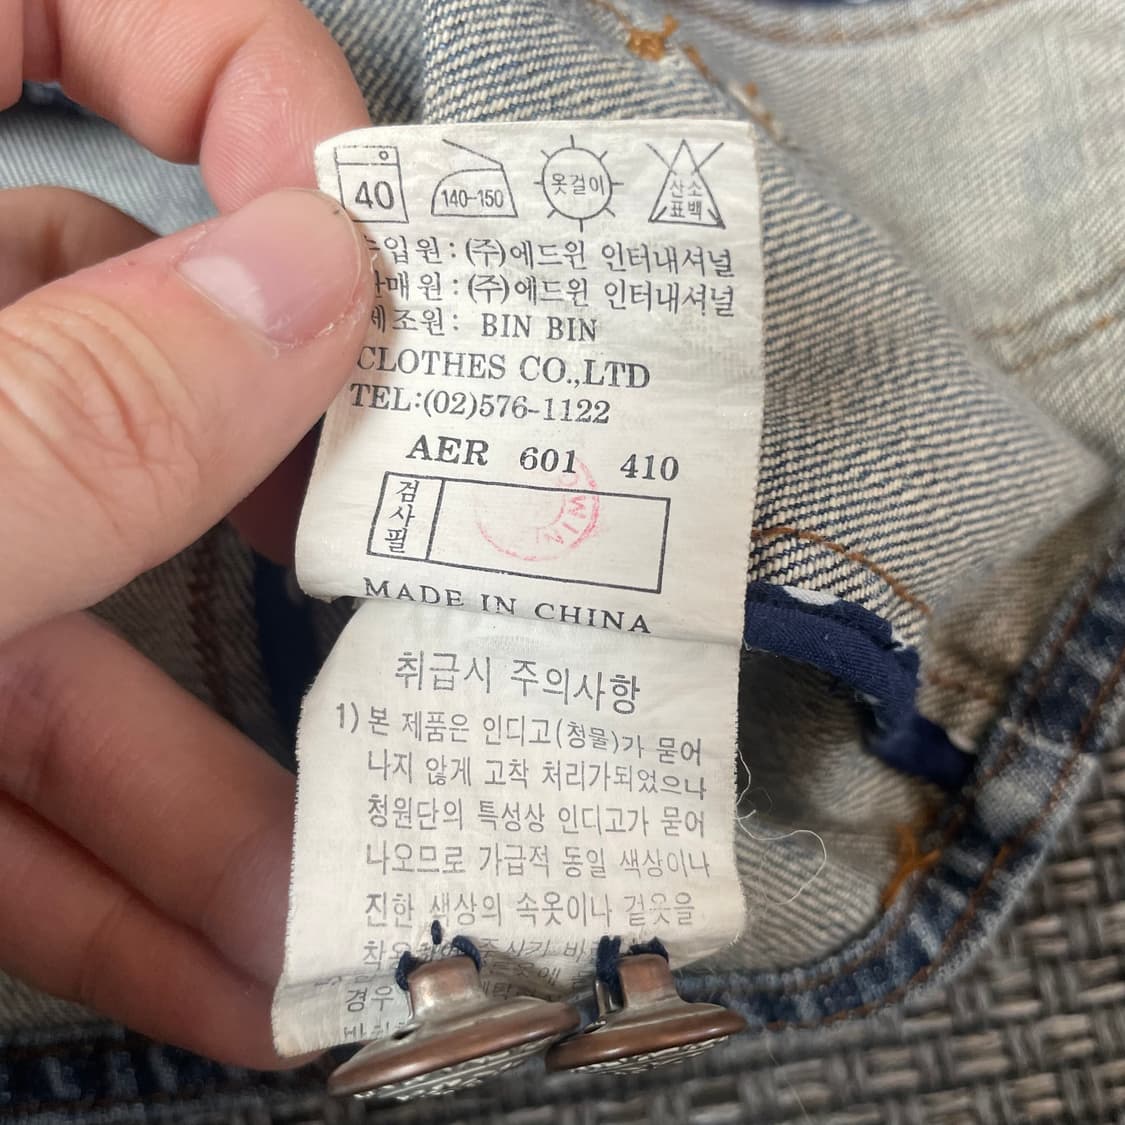 40
140-150
옷걸이
산소
표백
수입원 : (주)에드윈 인터내셔널
판매원 : (주)에드윈 인터내셔널
제조원 : BIN BIN
CLOTHES CO.,LTD
TEL:(02)576-1122
AER 601 410
검사필
WIN
MADE IN CHINA
취급시 주의사항
1) 본 제품은 인디고(청물)가 묻어
나지 않게 고착 처리가되었으나
청원단의 특성상 인디고가 묻어
나오므로 가급적 동일 색상이나
진한 색상의 속옷이나 겉옷을
경우